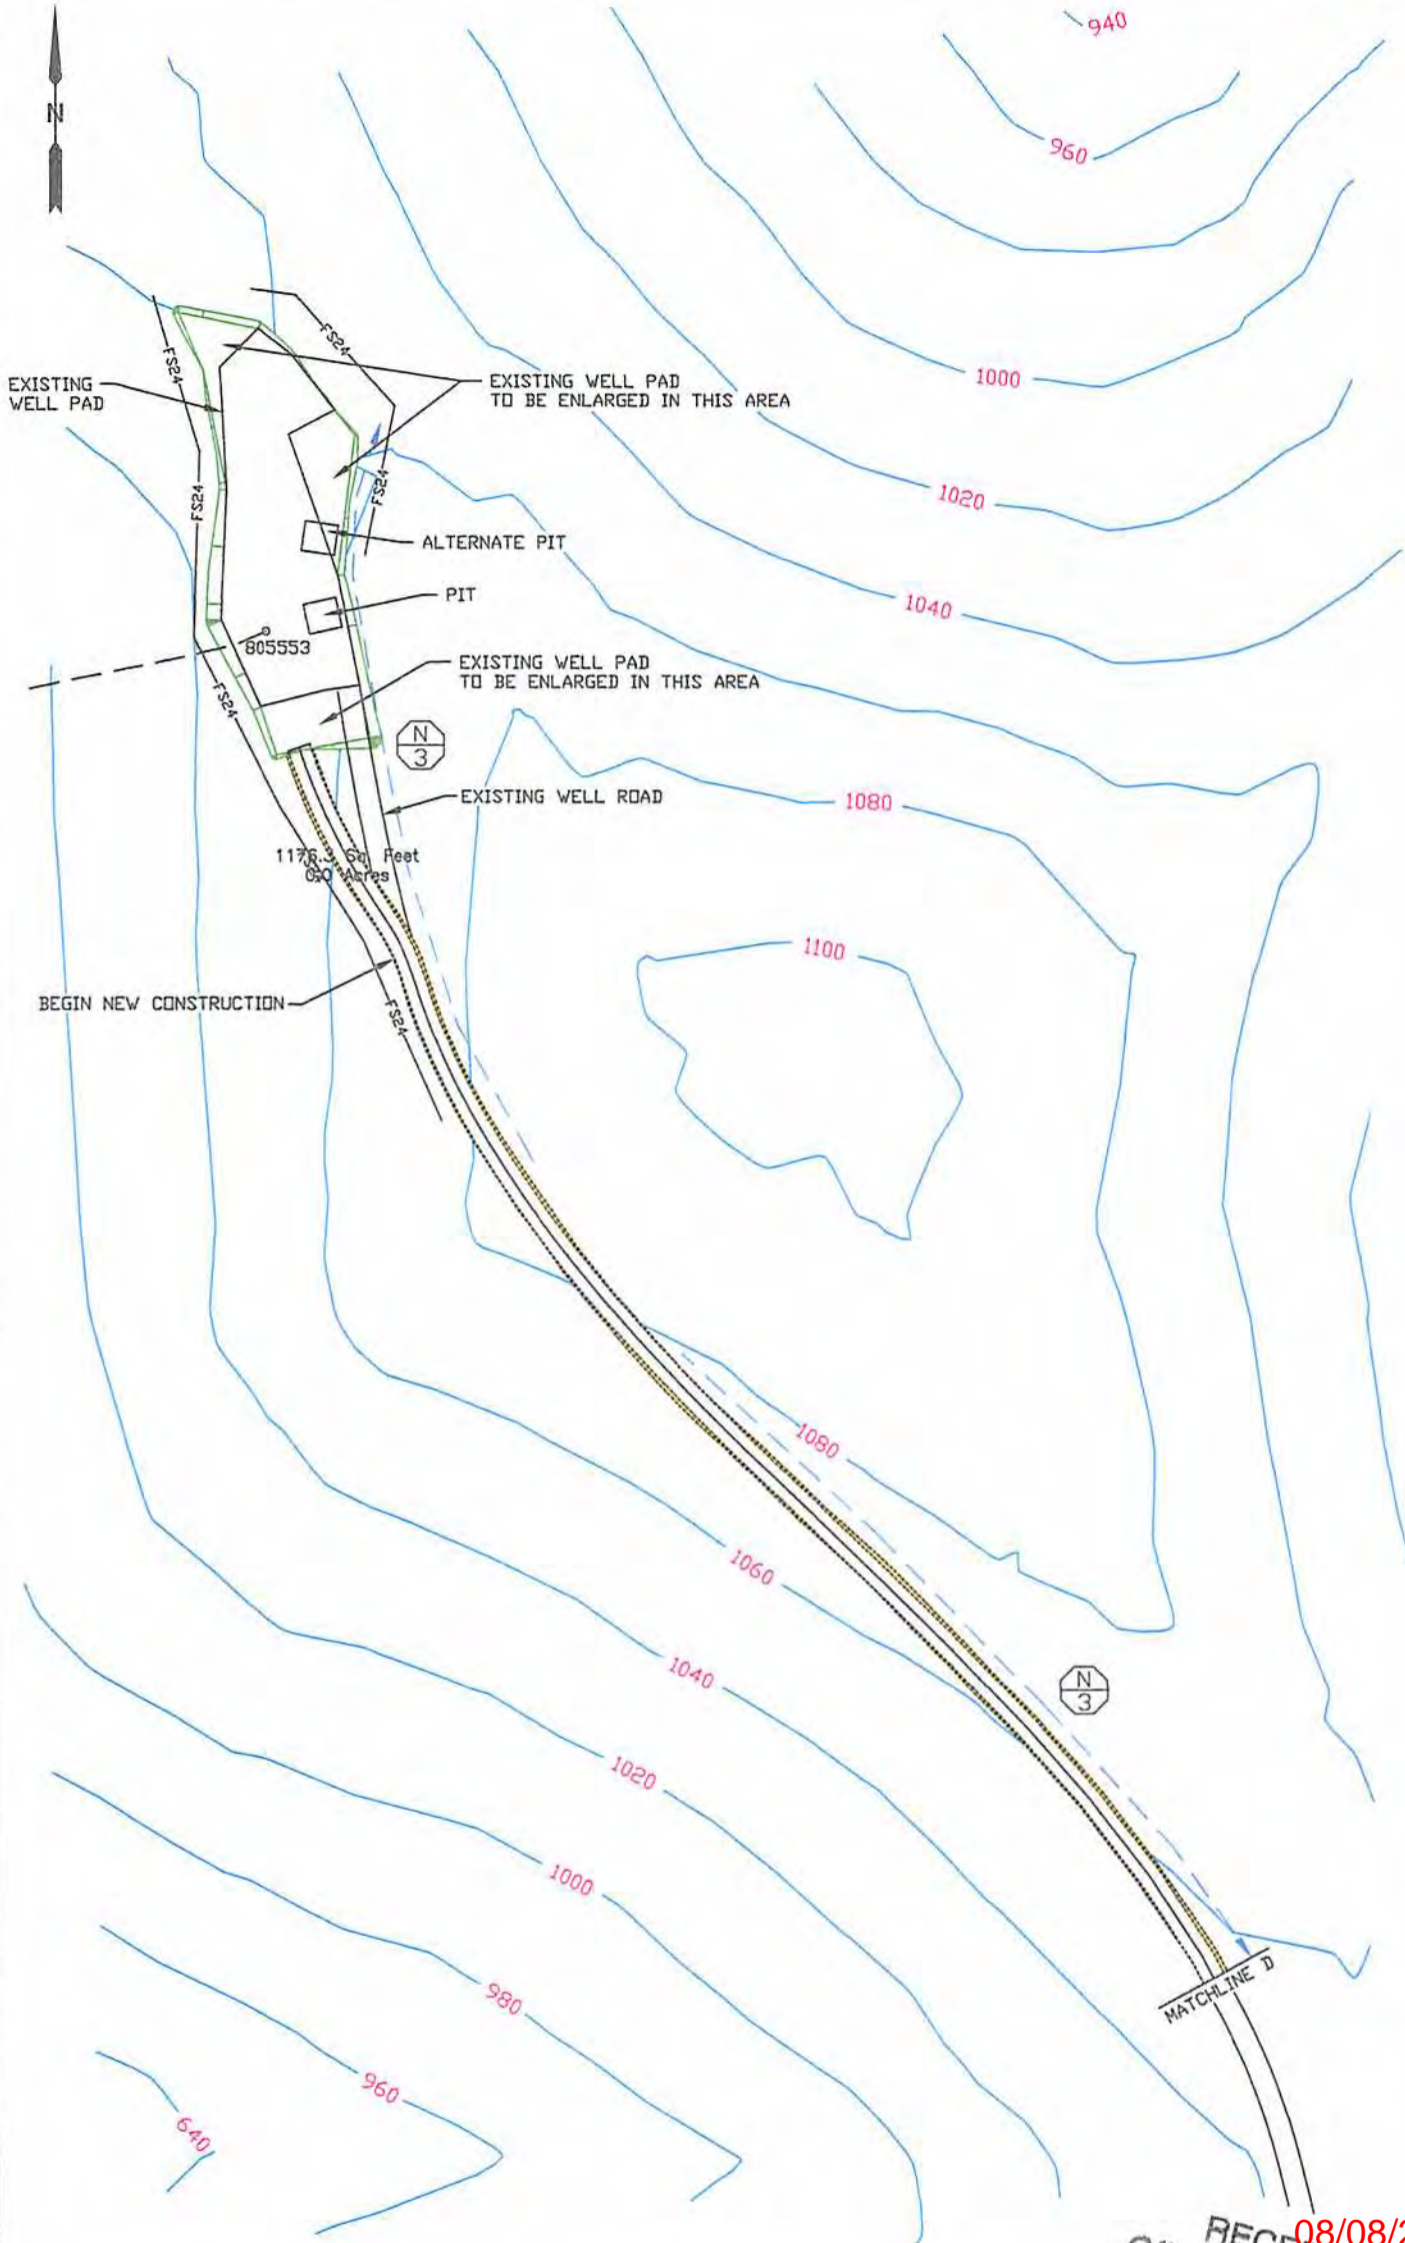 940
N
960
FS24
FS24
EXISTING
WELL PAD
EXISTING WELL PAD
TO BE ENLARGED IN THIS AREA
1000
FS24
FS24
1020
ALTERNATE PIT
PIT
1040
805553
EXISTING WELL PAD
TO BE ENLARGED IN THIS AREA
FS24
N
3
EXISTING WELL ROAD
1080
Sq Feet
Acres
1100
BEGIN NEW CONSTRUCTION
FS24
1080
1060
1040
N
3
1020
1000
980
MATCHLINE D
960
640
08/08/2